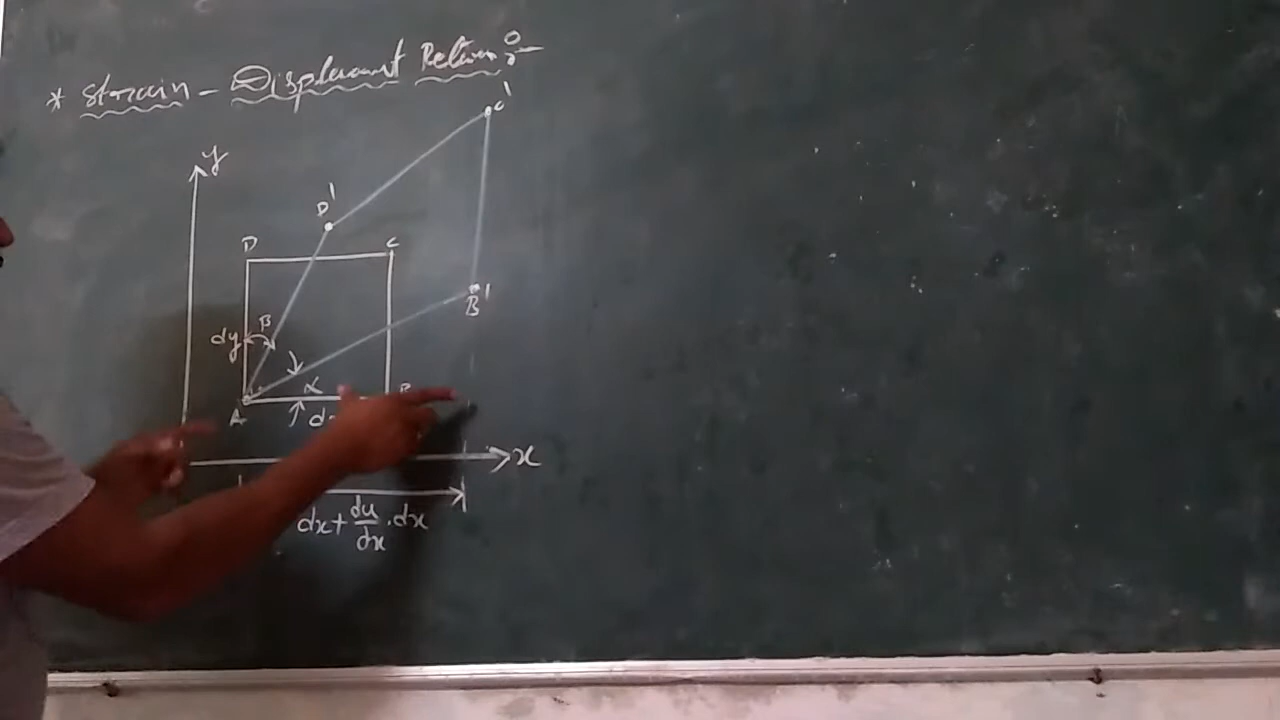 * Strain - Displacement Relation :-
y
C'
D'
D C
B'
dy β
α
A B
x
dx + du/dx . dx